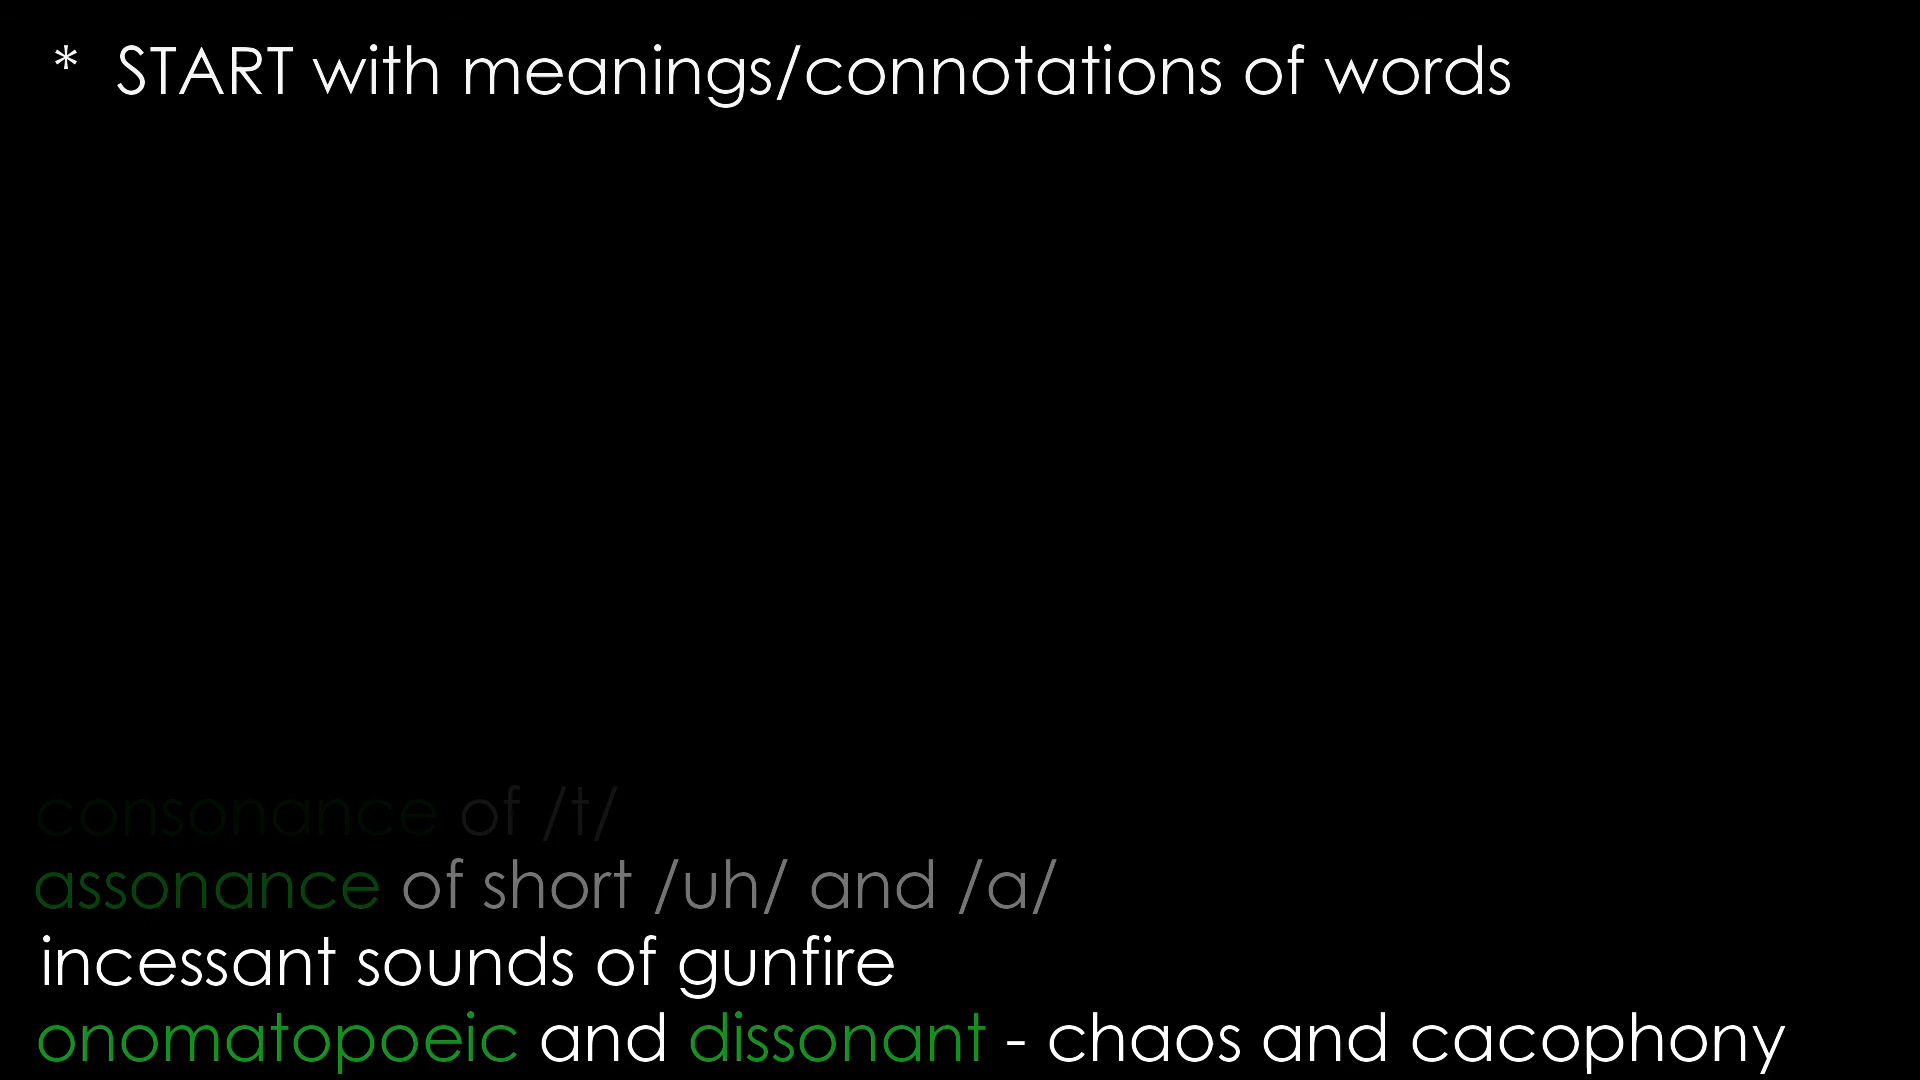 * START with meanings/connotations of words
consonance of /t/
assonance of short /uh/ and /a/
incessant sounds of gunfire
onomatopoeic and dissonant - chaos and cacophony